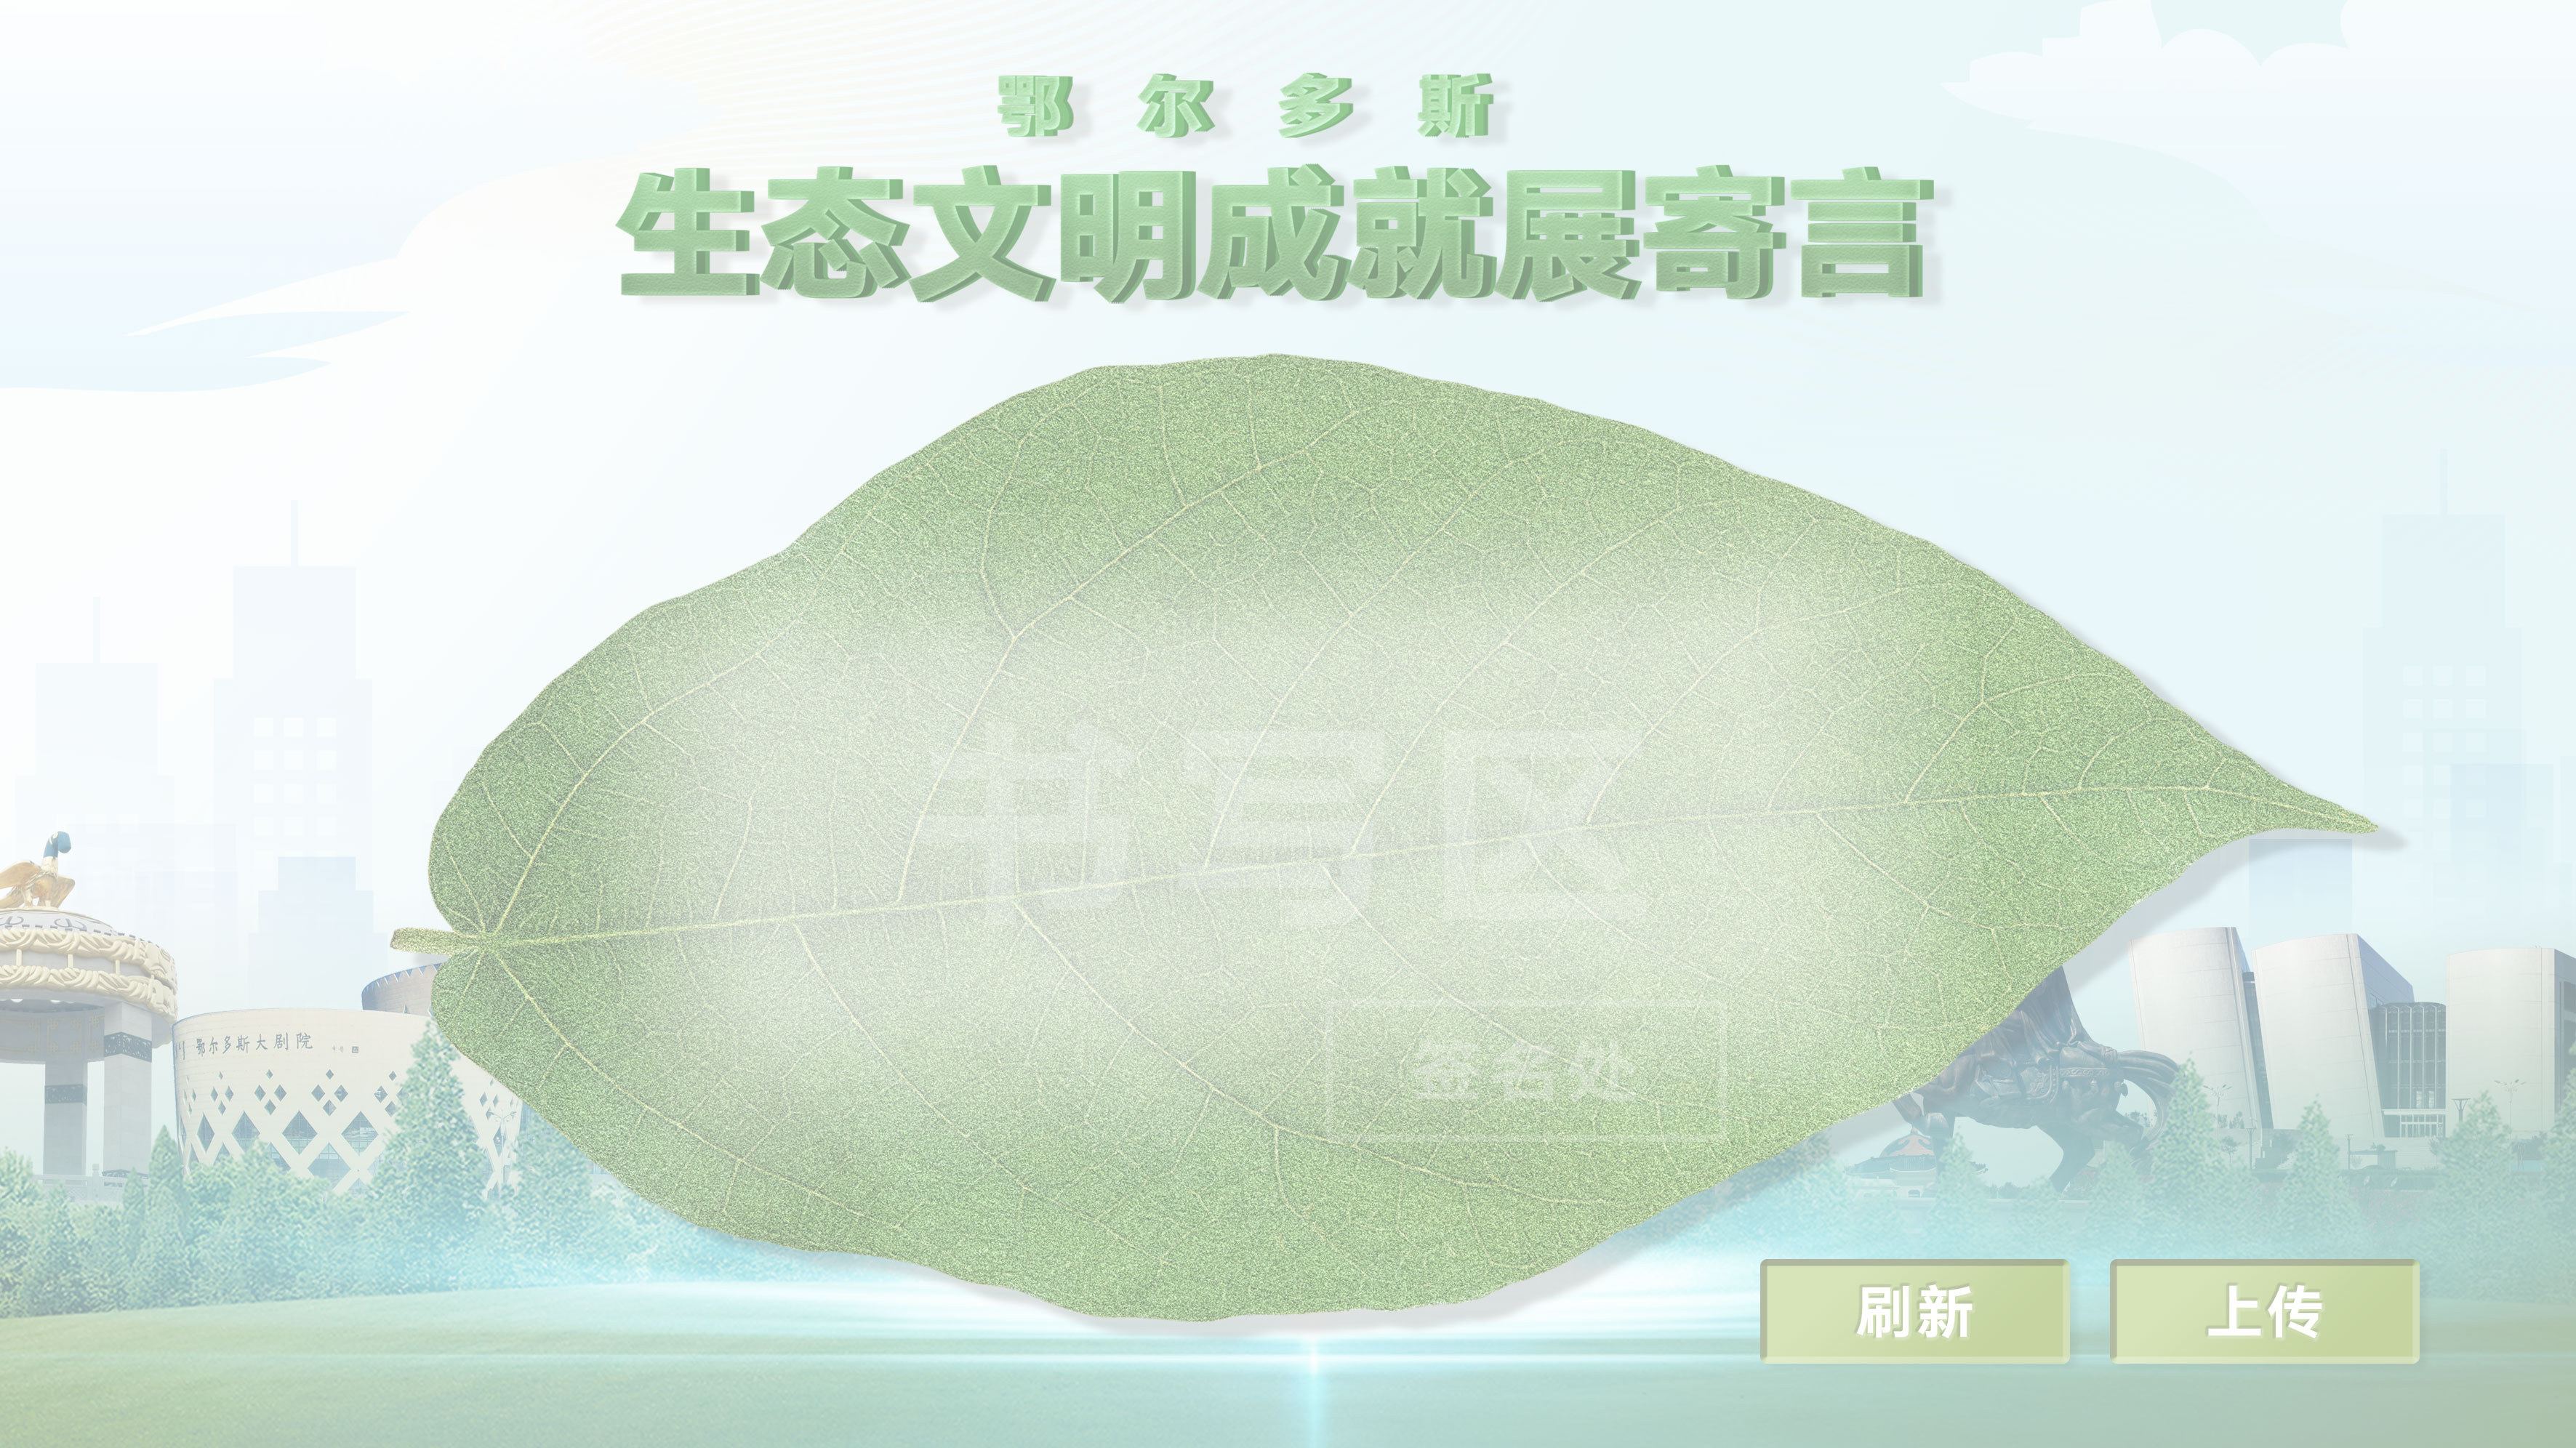 鄂尔多斯
生态文明成就展寄言
书写区
签名处
鄂尔多斯大剧院
刷新
上传